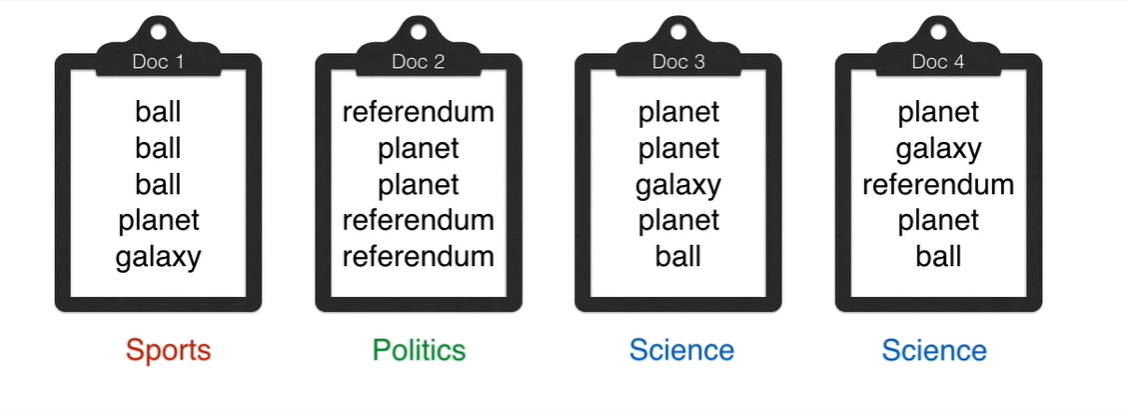 Doc 1
ball
ball
ball
planet
galaxy
Sports
Doc 2
referendum
planet
planet
referendum
referendum
Politics
Doc 3
planet
planet
galaxy
planet
ball
Science
Doc 4
planet
galaxy
referendum
planet
ball
Science